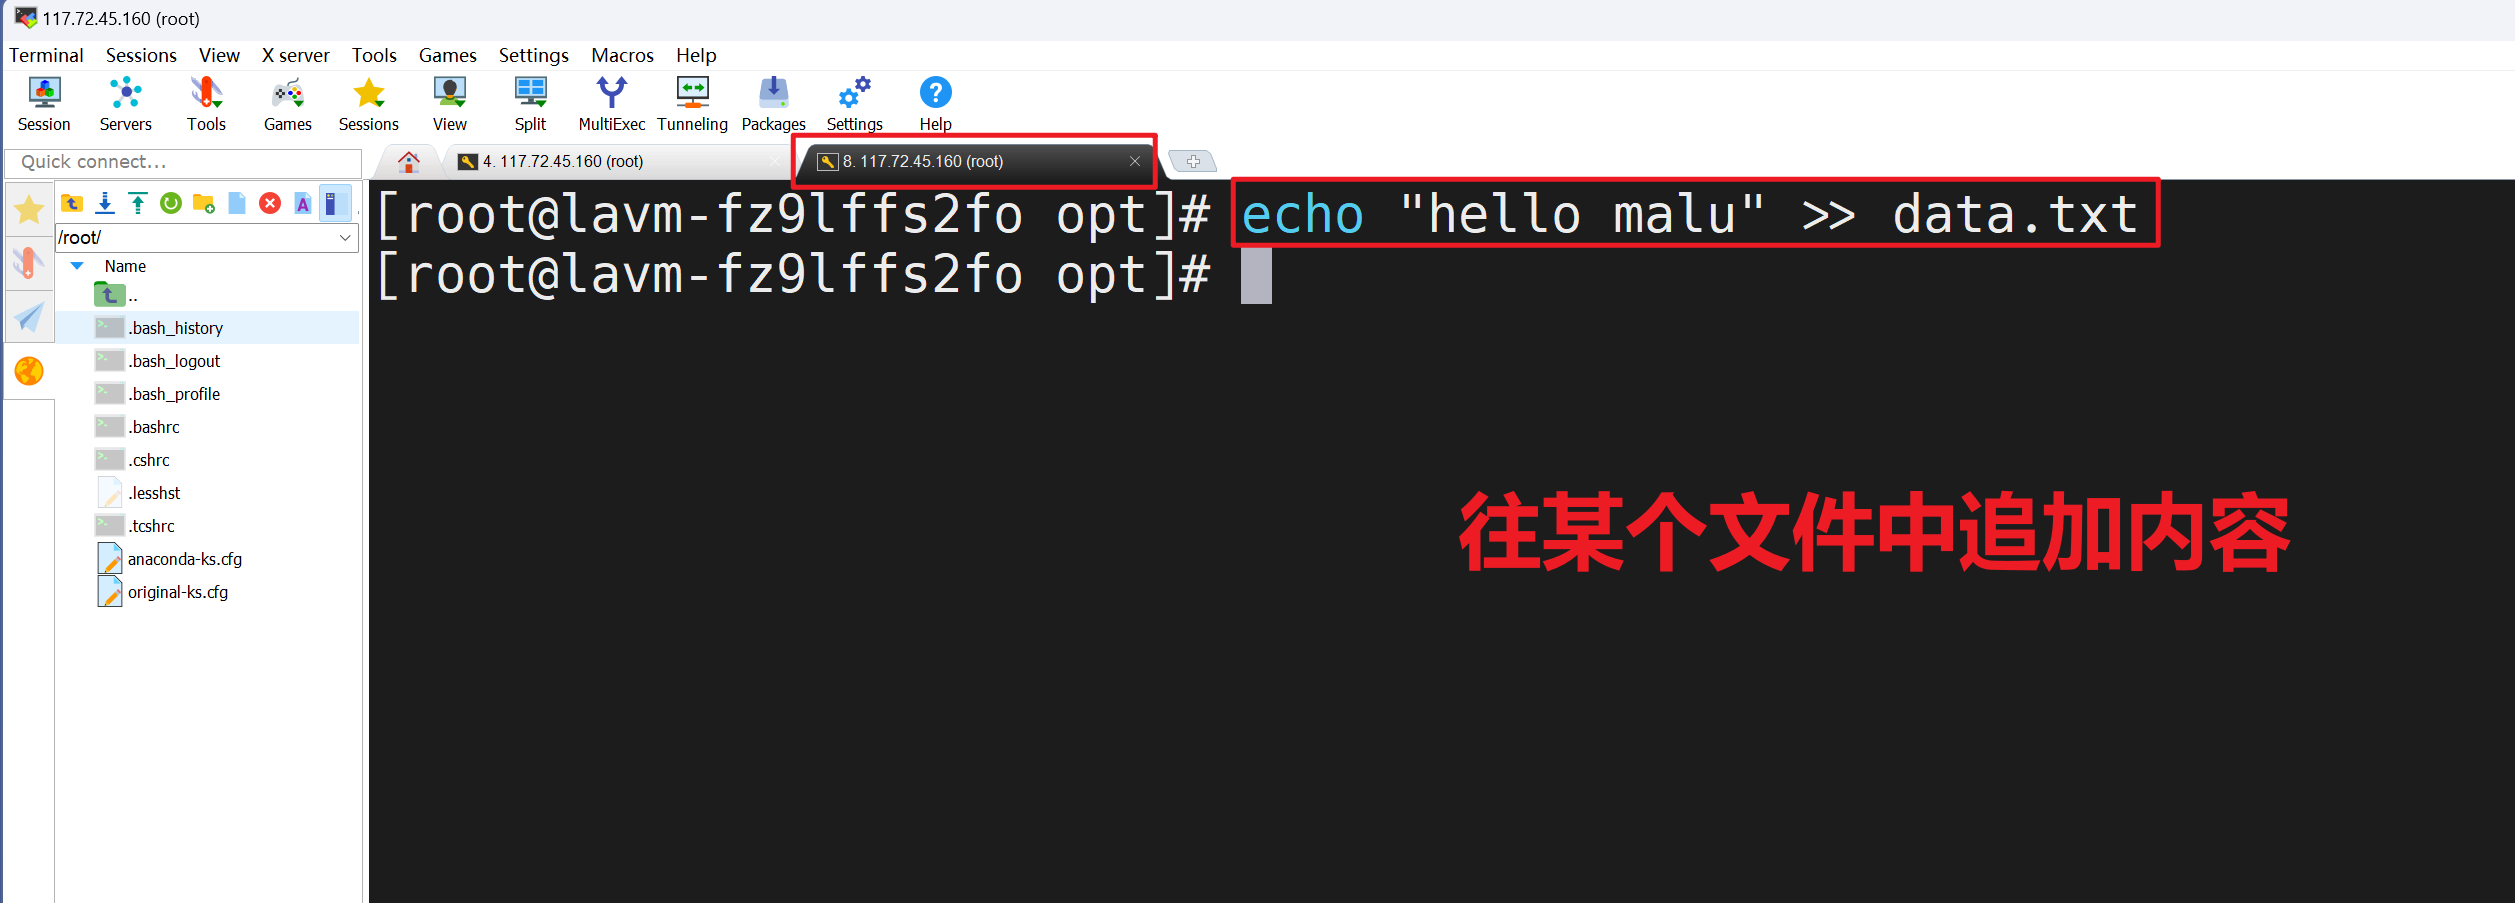 117.72.45.160 (root)
Terminal Sessions View X server Tools Games Settings Macros Help
Session Servers Tools Games Sessions View Split MultiExec Tunneling Packages Settings Help
Quick connect...
4. 117.72.45.160 (root)
8. 117.72.45.160 (root)
/root/
Name
..
.bash_history
.bash_logout
.bash_profile
.bashrc
.cshrc
.lesshst
.tcshrc
anaconda-ks.cfg
original-ks.cfg
[root@lavm-fz9lffs2fo opt]# echo "hello malu" >> data.txt
[root@lavm-fz9lffs2fo opt]#
往某个文件中追加内容